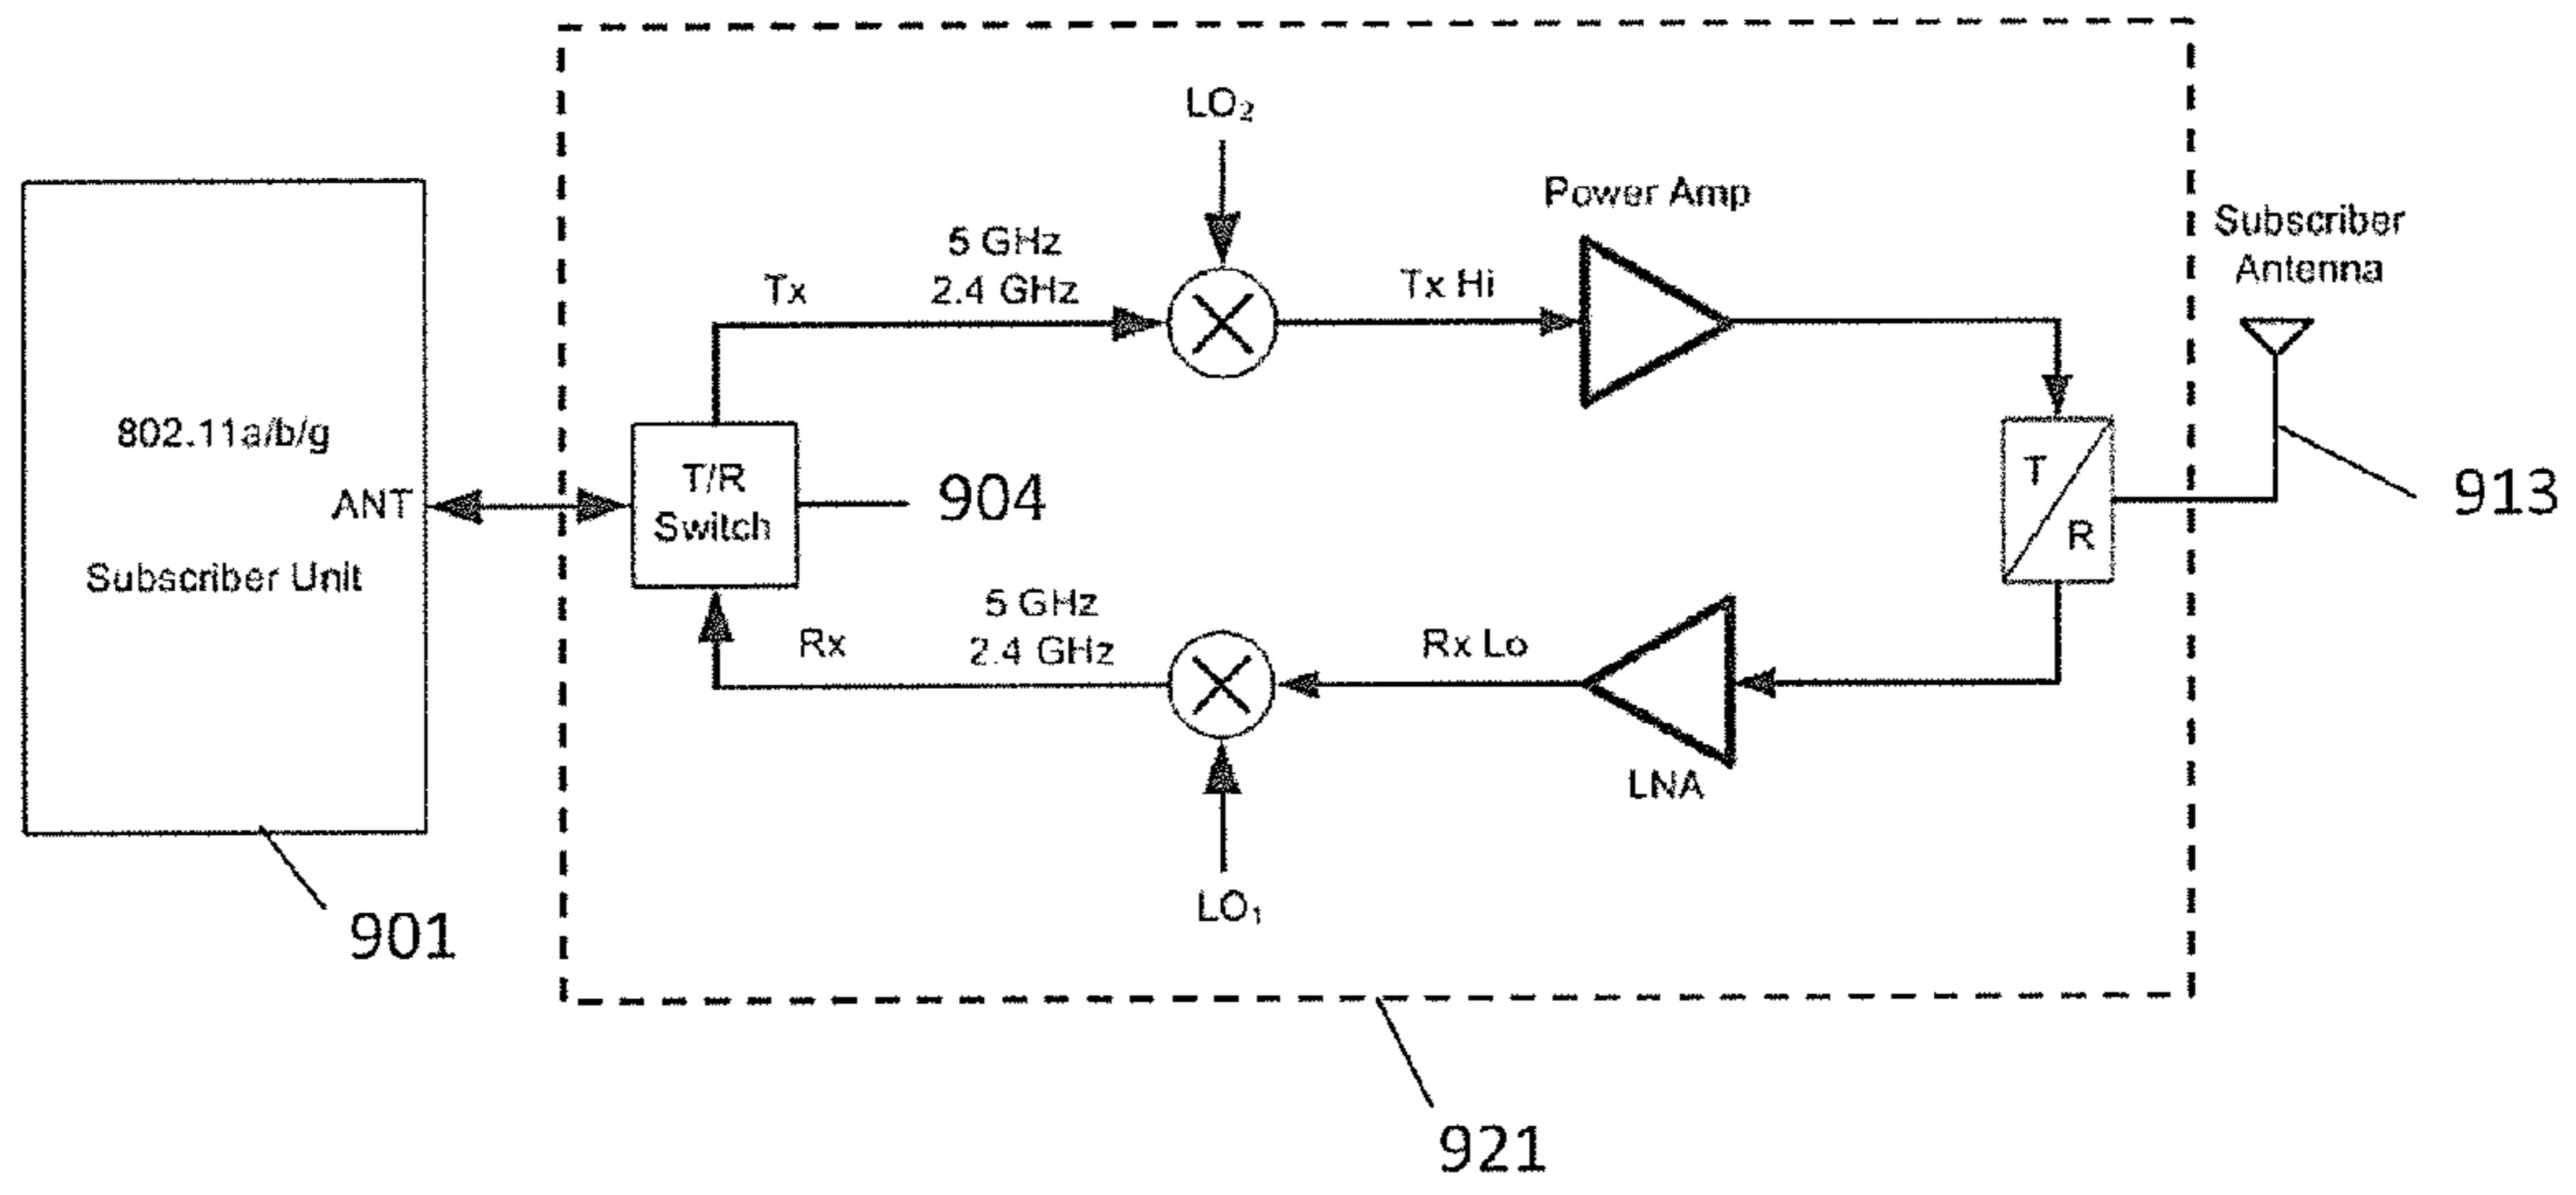 LO₂
Power Amp
Subscriber
Antenna
5 GHz
2.4 GHz
Tx
Tx Hi
802.11a/b/g
ANT
Subscriber Unit
T/R
Switch
904
T
R
913
5 GHz
2.4 GHz
Rx
Rx Lo
LNA
LO₁
901
921